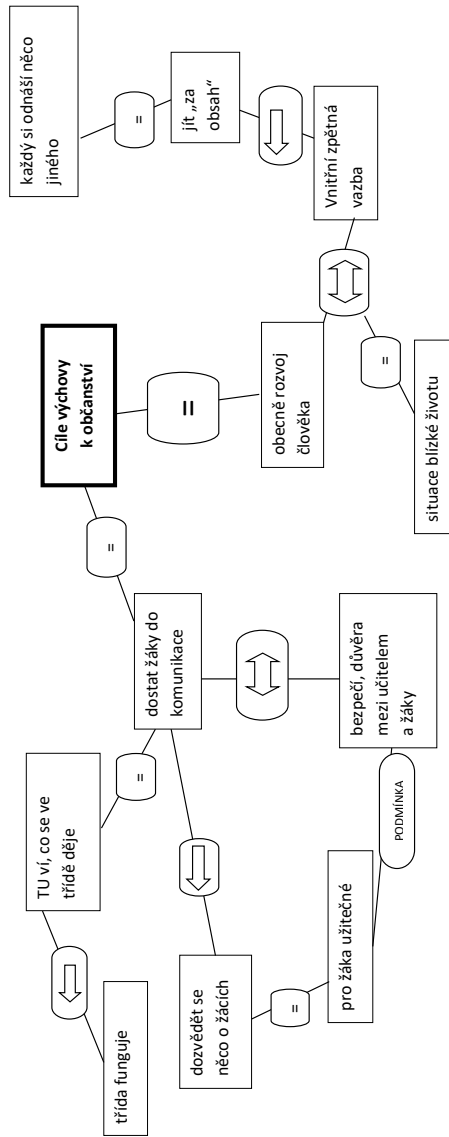 Cíle výchovy
k občanství
=
=
dostat žáky do
komunikace
obecně rozvoj
člověka
TU ví, co se ve
třídě děje
=
třída funguje
dozvědět se
něco o žácích
=
pro žáka užitečné
PODMÍNKA
bezpečí, důvěra
mezi učitelem
a žáky
situace blízké životu
=
Vnitřní zpětná
vazba
jít „za
obsah“
=
každý si odnáší něco
jiného